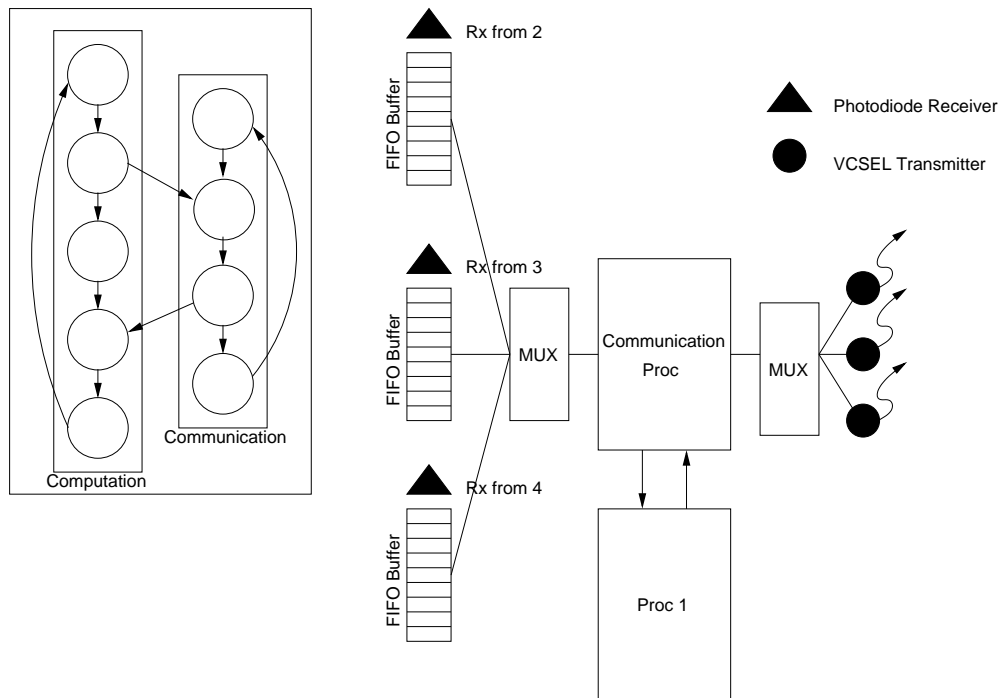 Computation
Communication
Rx from 2
FIFO Buffer
Rx from 3
FIFO Buffer
Rx from 4
FIFO Buffer
MUX
Communication
Proc
Proc 1
MUX
Photodiode Receiver
VCSEL Transmitter